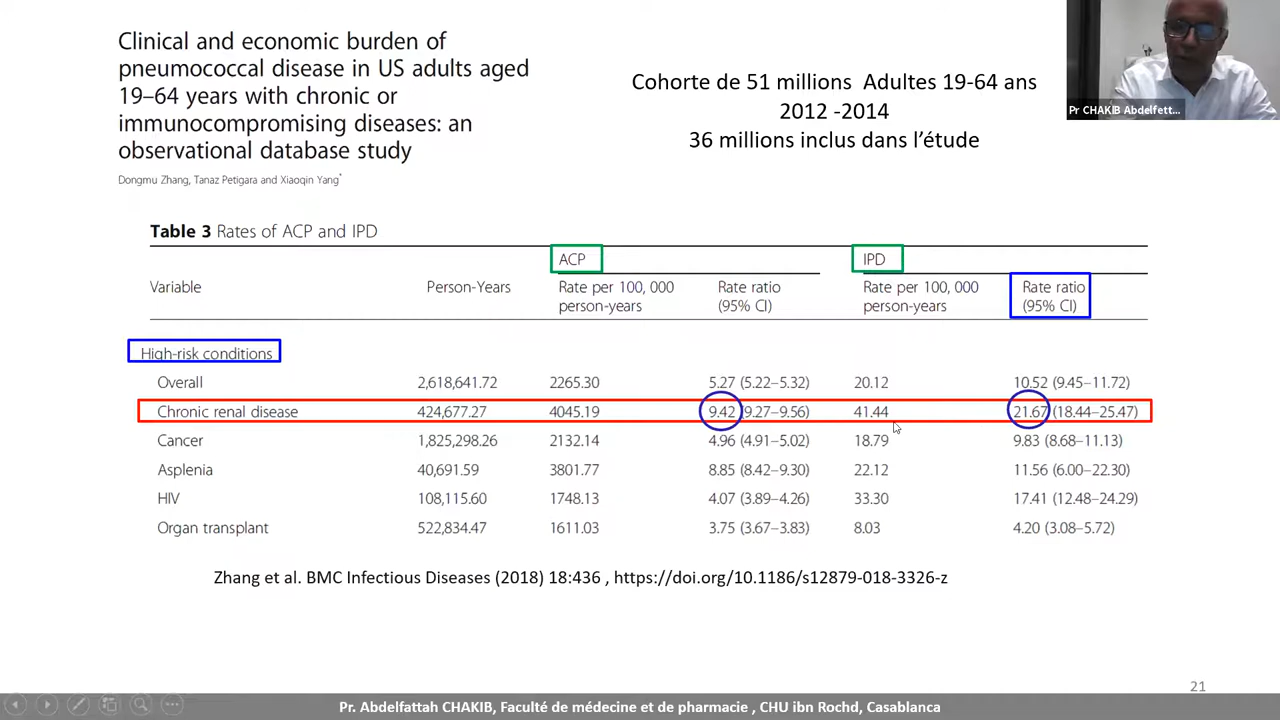 Clinical and economic burden of
pneumococcal disease in US adults aged
19–64 years with chronic or
immunocompromising diseases: an
observational database study
Dongmu Zhang, Tanaz Petigara and Xiaoqin Yang*
Cohorte de 51 millions Adultes 19-64 ans
2012 -2014
36 millions inclus dans l’étude
Pr CHAKIB Abdelfett...
Table 3 Rates of ACP and IPD
ACP IPD
Variable Person-Years Rate per 100, 000 person-years Rate ratio (95% CI) Rate per 100, 000 person-years Rate ratio (95% CI)
High-risk conditions
Overall 2,618,641.72 2265.30 5.27 (5.22–5.32) 20.12 10.52 (9.45–11.72)
Chronic renal disease 424,677.27 4045.19 9.42 (9.27–9.56) 41.44 21.67 (18.44–25.47)
Cancer 1,825,298.26 2132.14 4.96 (4.91–5.02) 18.79 9.83 (8.68–11.13)
Asplenia 40,691.59 3801.77 8.85 (8.42–9.30) 22.12 11.56 (6.00–22.30)
HIV 108,115.60 1748.13 4.07 (3.89–4.26) 33.30 17.41 (12.48–24.29)
Organ transplant 522,834.47 1611.03 3.75 (3.67–3.83) 8.03 4.20 (3.08–5.72)
Zhang et al. BMC Infectious Diseases (2018) 18:436 , https://doi.org/10.1186/s12879-018-3326-z
21
Pr. Abdelfattah CHAKIB, Faculté de médecine et de pharmacie , CHU ibn Rochd, Casablanca